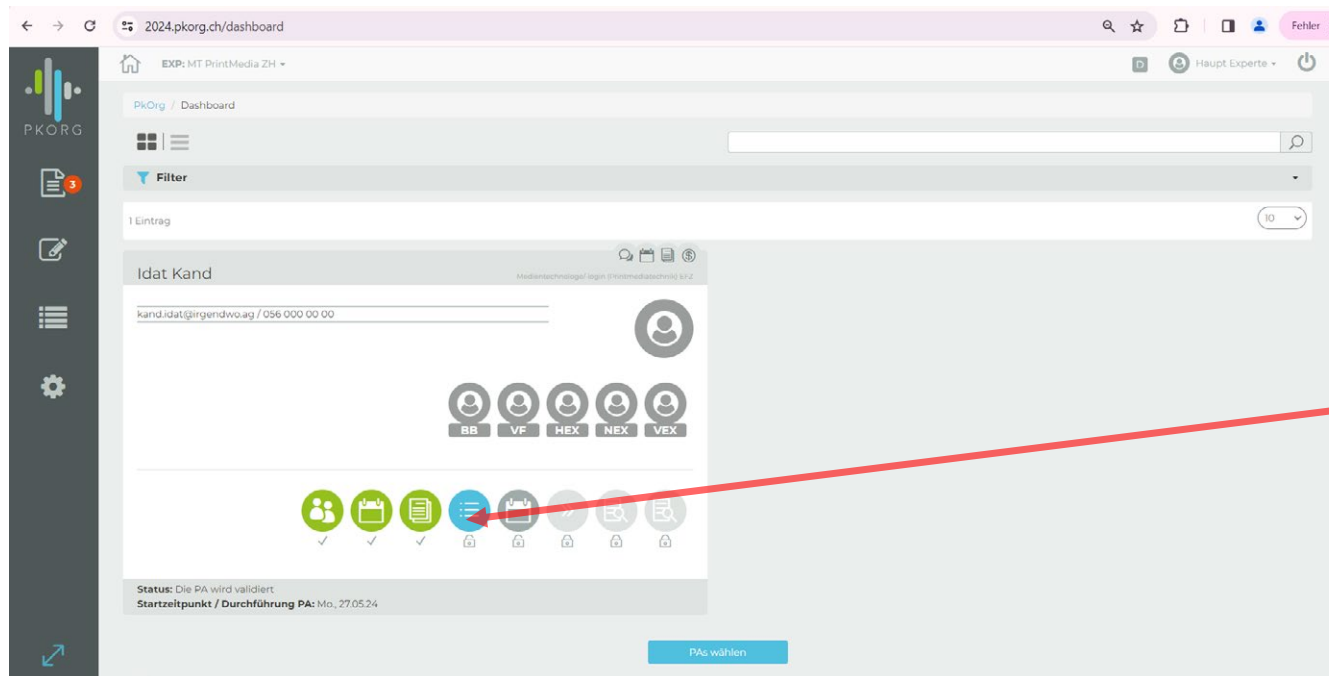 2024.pkorg.ch/dashboard
Fehler
EXP: MT PrintMedia ZH
D
Haupt Experte
PKORG
PkOrg / Dashboard
3
Filter
1 Eintrag
10
Idat Kand
EFZ
kand.idat@irgendwo.ag / 056 000 00 00
BB VF HEX NEX VEX
Status: Die PA wird validiert
Startzeitpunkt / Durchführung PA: Mo., 27.05.24
PAs wählen